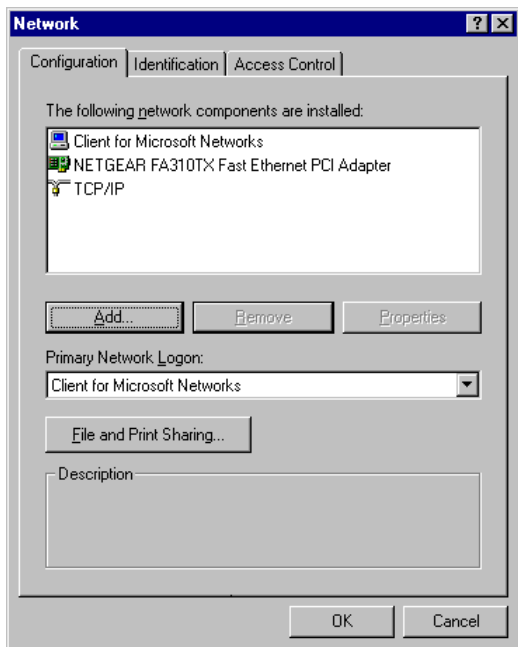 Network
Configuration Identification Access Control
The following network components are installed:
Client for Microsoft Networks
NETGEAR FA310TX Fast Ethernet PCI Adapter
TCP/IP
Add... Remove Properties
Primary Network Logon:
Client for Microsoft Networks
File and Print Sharing...
Description
OK Cancel